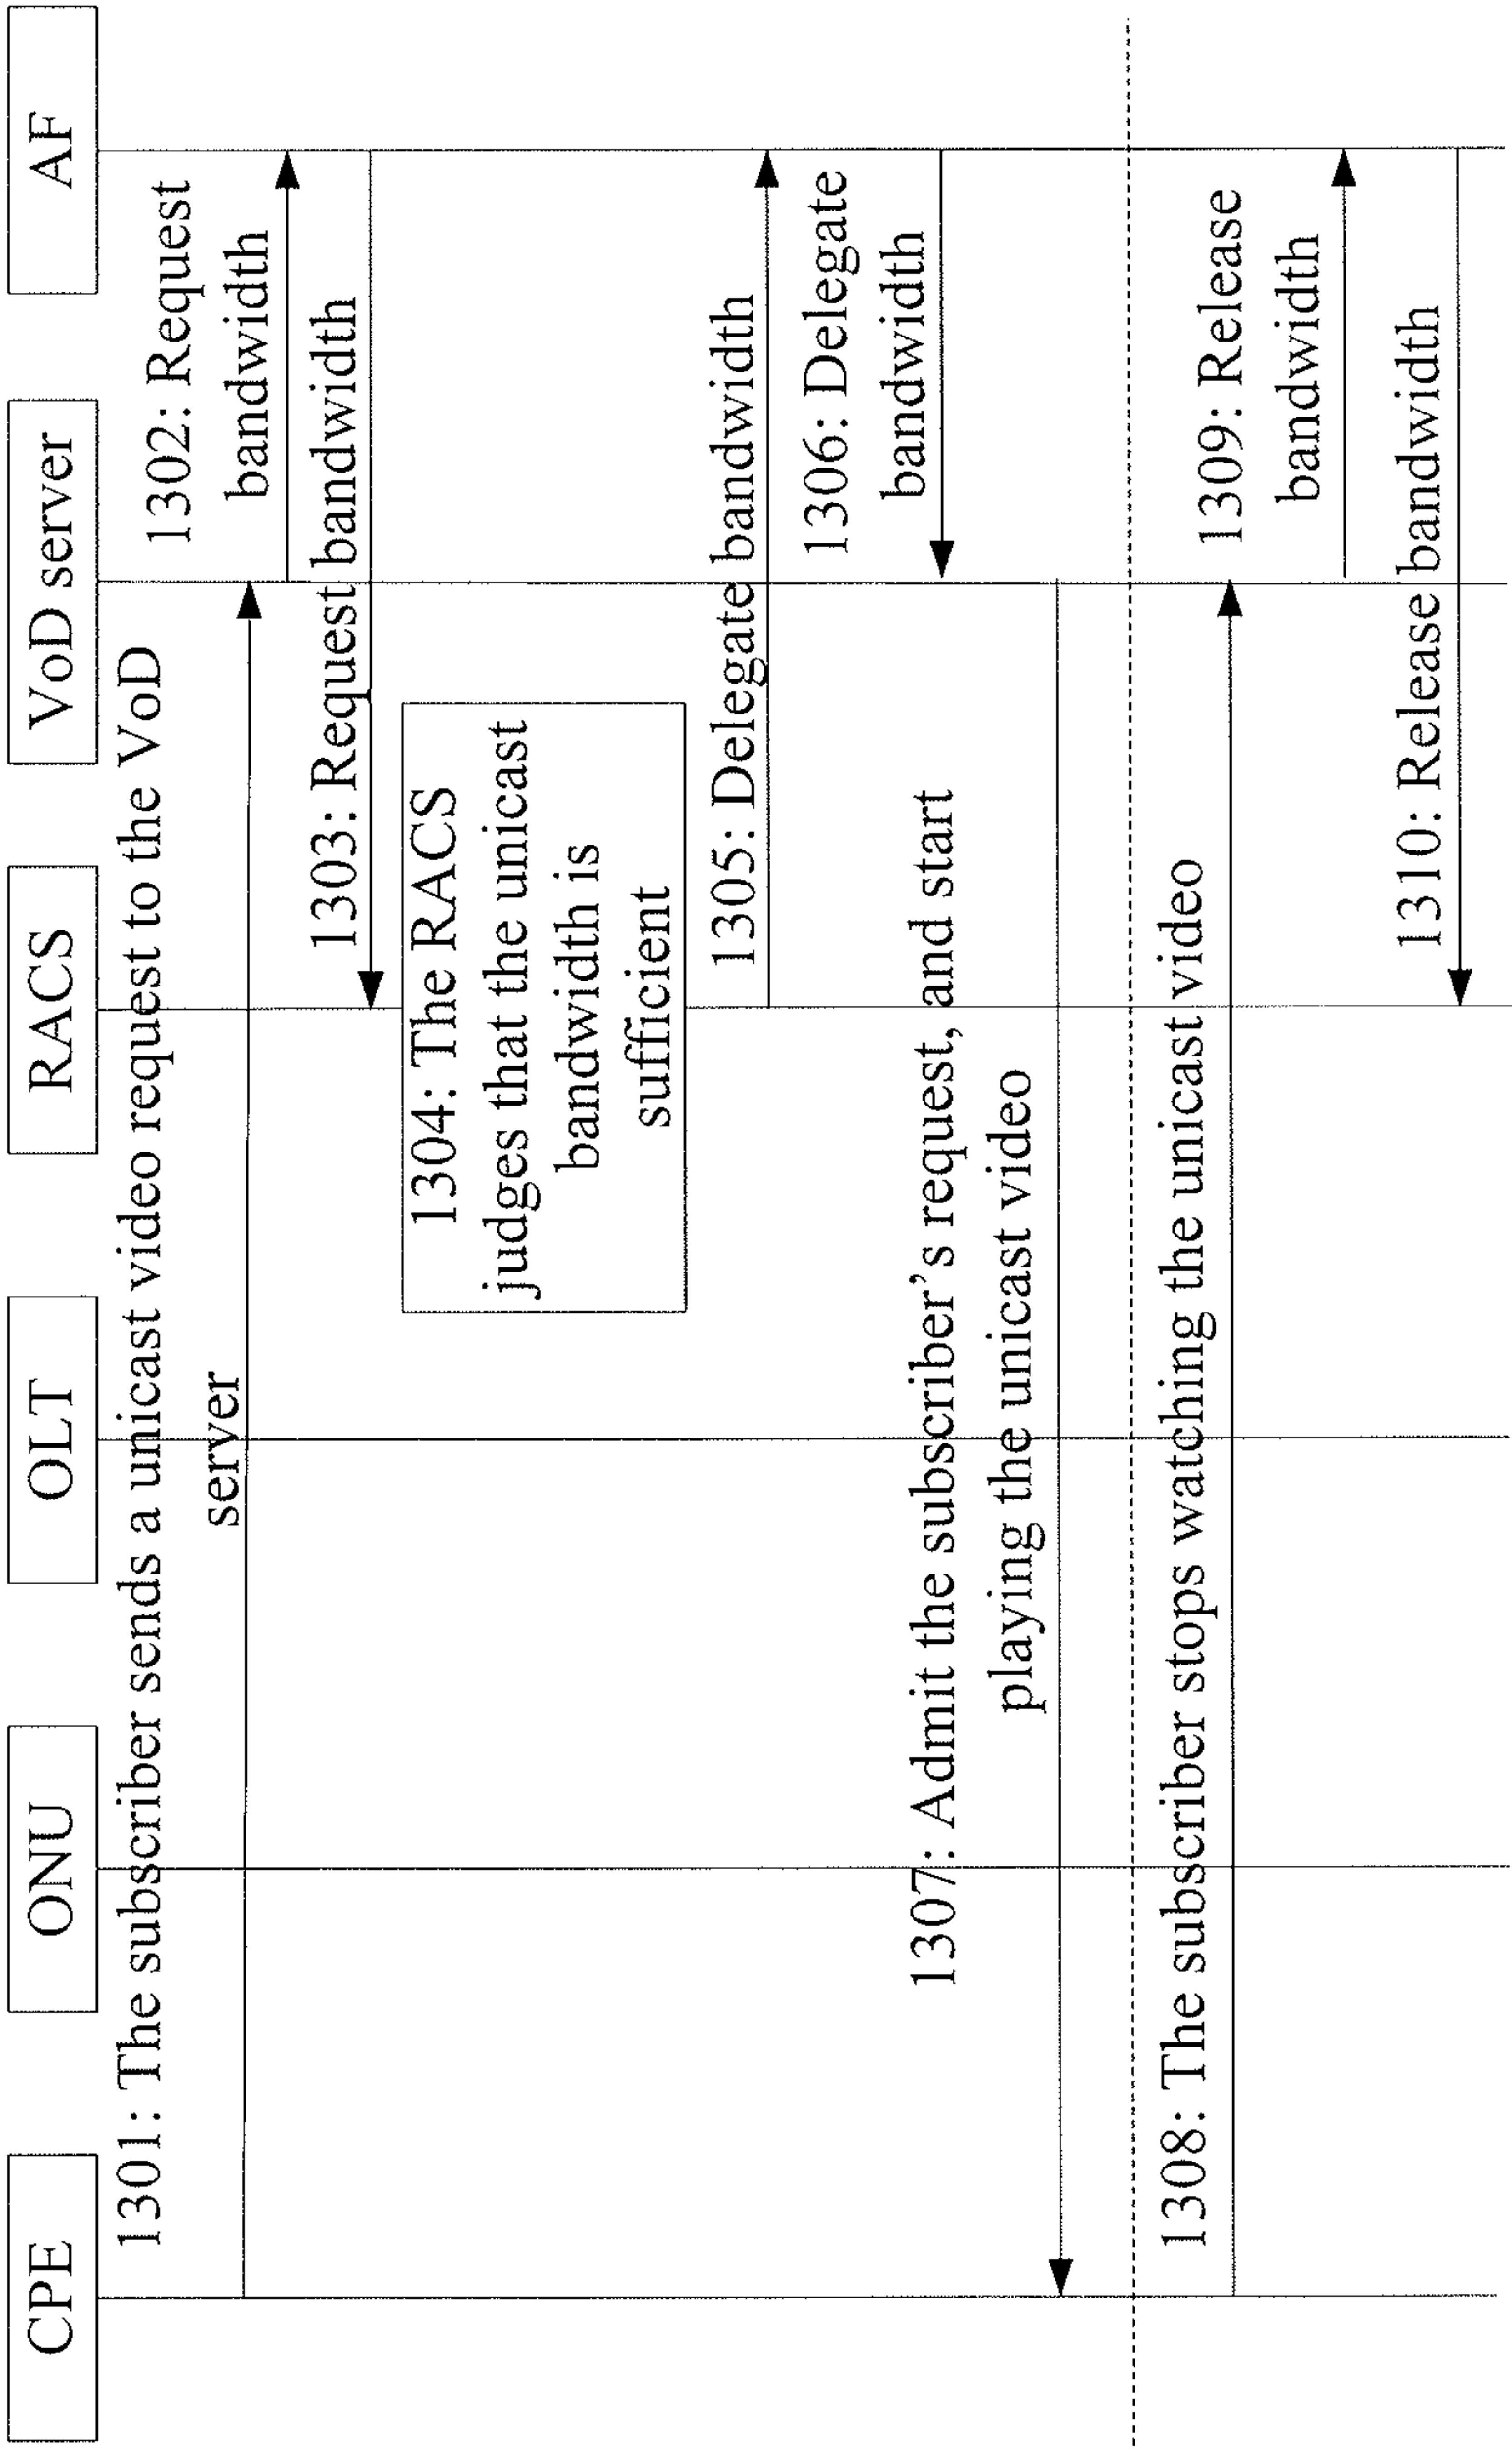 CPE
ONU
OLT
RACS
VoD server
AF
1301: The subscriber sends a unicast video request to the VoD
server
1302: Request
bandwidth
1303: Request bandwidth
1304: The RACS
judges that the unicast
bandwidth is
sufficient
1305: Delegate bandwidth
1306: Delegate
bandwidth
1307: Admit the subscriber’s request, and start
playing the unicast video
1308: The subscriber stops watching the unicast video
1309: Release
bandwidth
1310: Release bandwidth